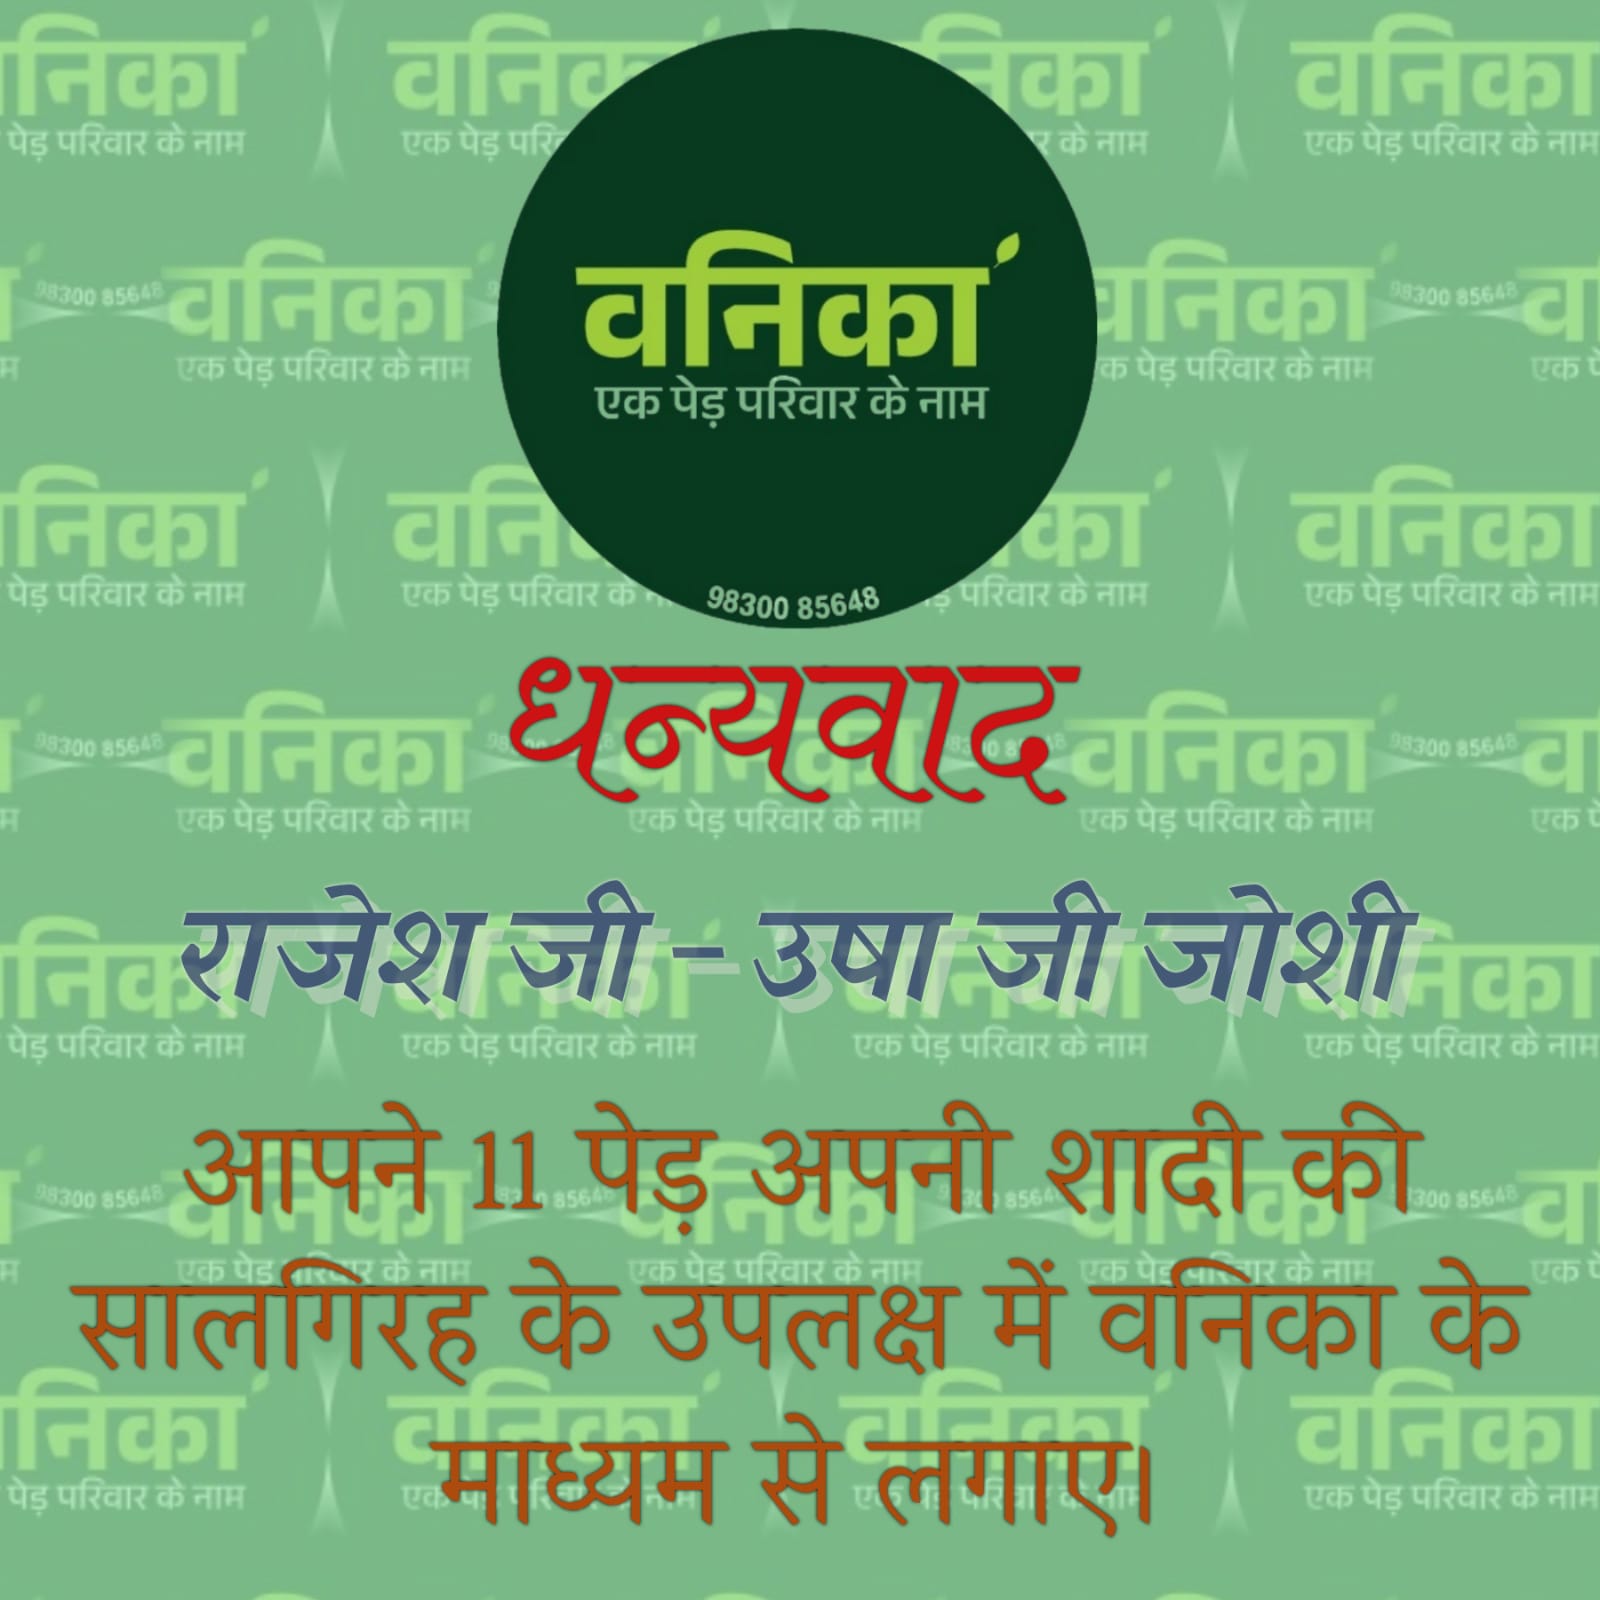 वनिका
एक पेड़ परिवार के नाम
98300 85648
धन्यवाद
राजेश जी - उषा जी जोशी
आपने 11 पेड़ अपनी शादी की
सालगिरह के उपलक्ष में वनिका के
माध्यम से लगाए।